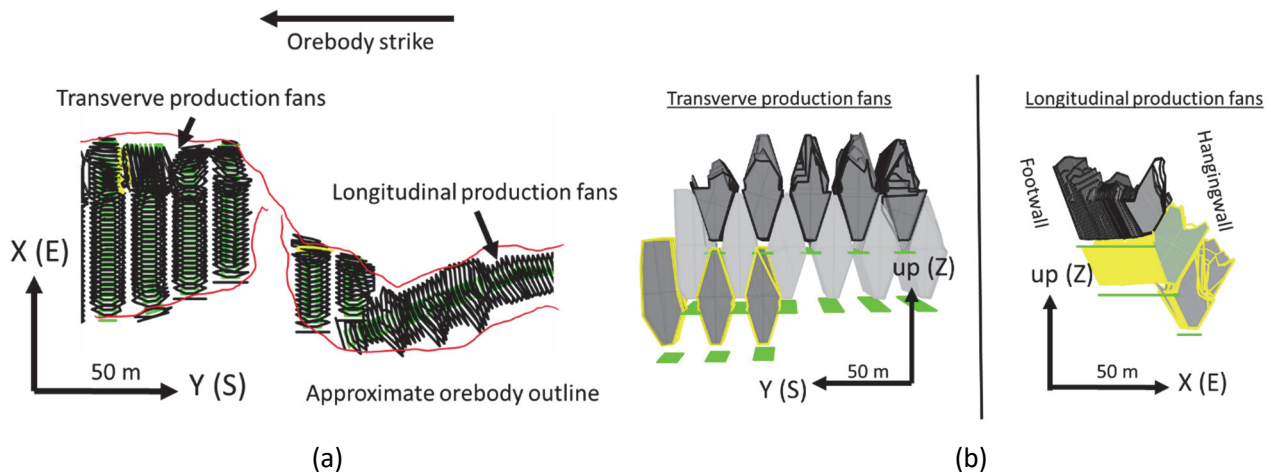 Orebody strike
Transverve production fans
Longitudinal production fans
X (E)
50 m
Y (S)
Approximate orebody outline
(a)
Transverve production fans
up (Z)
50 m
Y (S)
Longitudinal production fans
Footwall
Hangingwall
up (Z)
50 m
X (E)
(b)